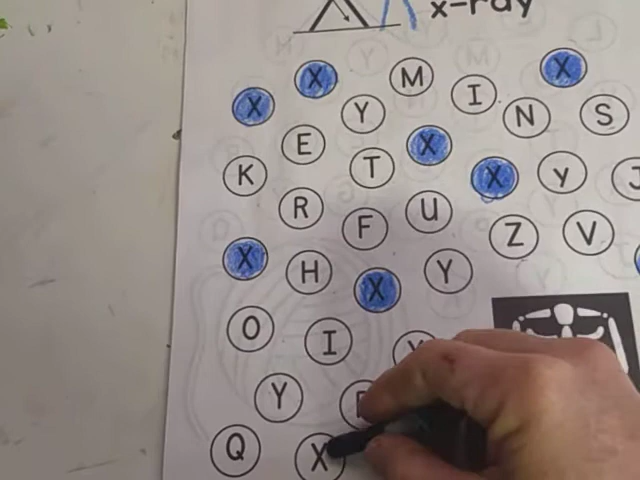 x-ray
X X M I X
Y N S
E X
K T X y J
R F U Z V
X H X Y
O I
Y
Q X